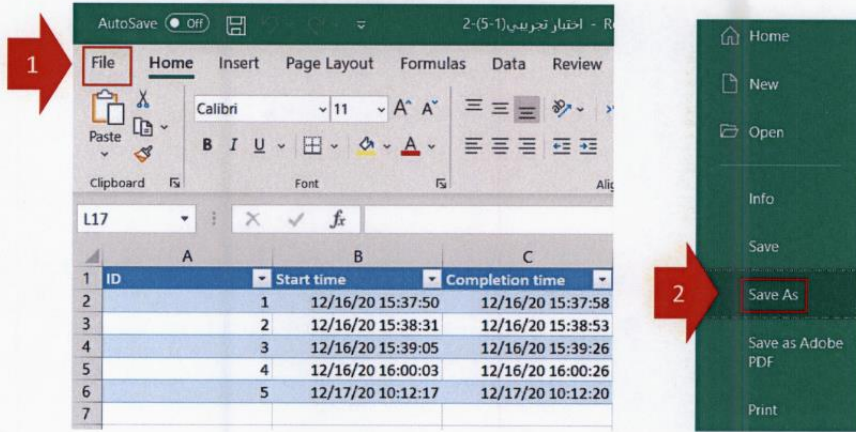 AutoSave Off
2-(5-1)اختبار تجريبي - R
1
File Home Insert Page Layout Formulas Data Review
Paste
Calibri 11 A^ A˅
B I U A
Clipboard Font
L17 fx
A B C
1 ID Start time Completion time
2 1 12/16/20 15:37:50 12/16/20 15:37:58
3 2 12/16/20 15:38:31 12/16/20 15:38:53
4 3 12/16/20 15:39:05 12/16/20 15:39:26
5 4 12/16/20 16:00:03 12/16/20 16:00:26
6 5 12/17/20 10:12:17 12/17/20 10:12:20
7
Home
New
Open
Info
Save
2
Save As
Save as Adobe
PDF
Print